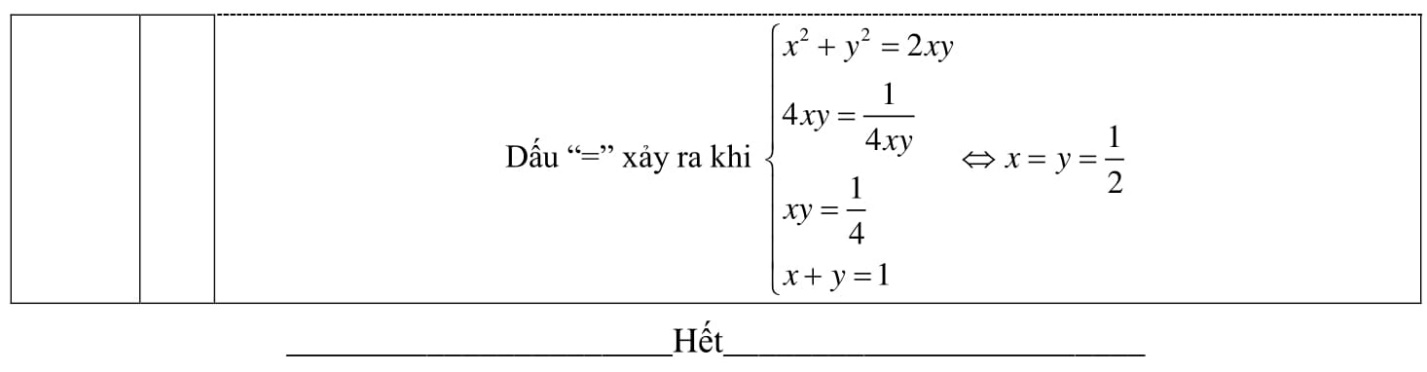 x² + y² = 2xy
4xy = 1/(4xy)
Dấu “=” xảy ra khi ⇔ x = y = 1/2
xy = 1/4
x + y = 1
Hết